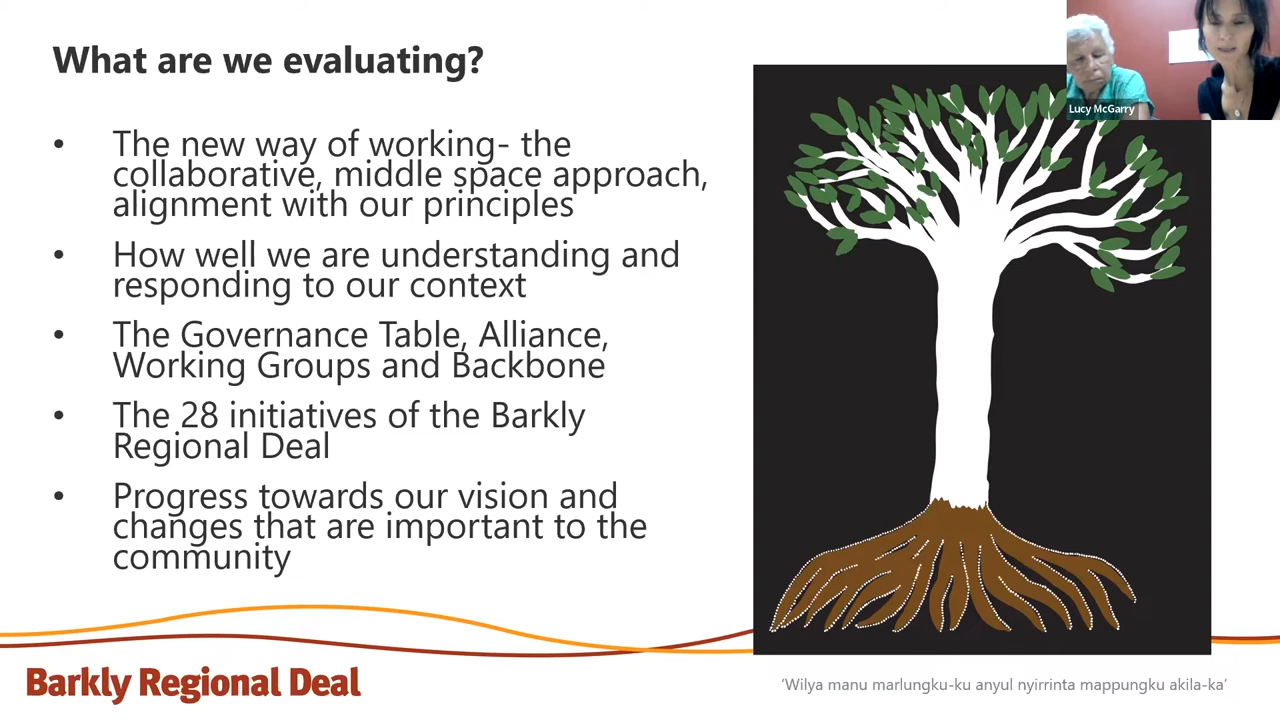 What are we evaluating?
• The new way of working- the
collaborative, middle space approach,
alignment with our principles
• How well we are understanding and
responding to our context
• The Governance Table, Alliance,
Working Groups and Backbone
• The 28 initiatives of the Barkly
Regional Deal
• Progress towards our vision and
changes that are important to the
community
Lucy McGarry
Barkly Regional Deal
‘Wilya manu marlungku-ku anyul nyirrinta mappungku akila-ka’